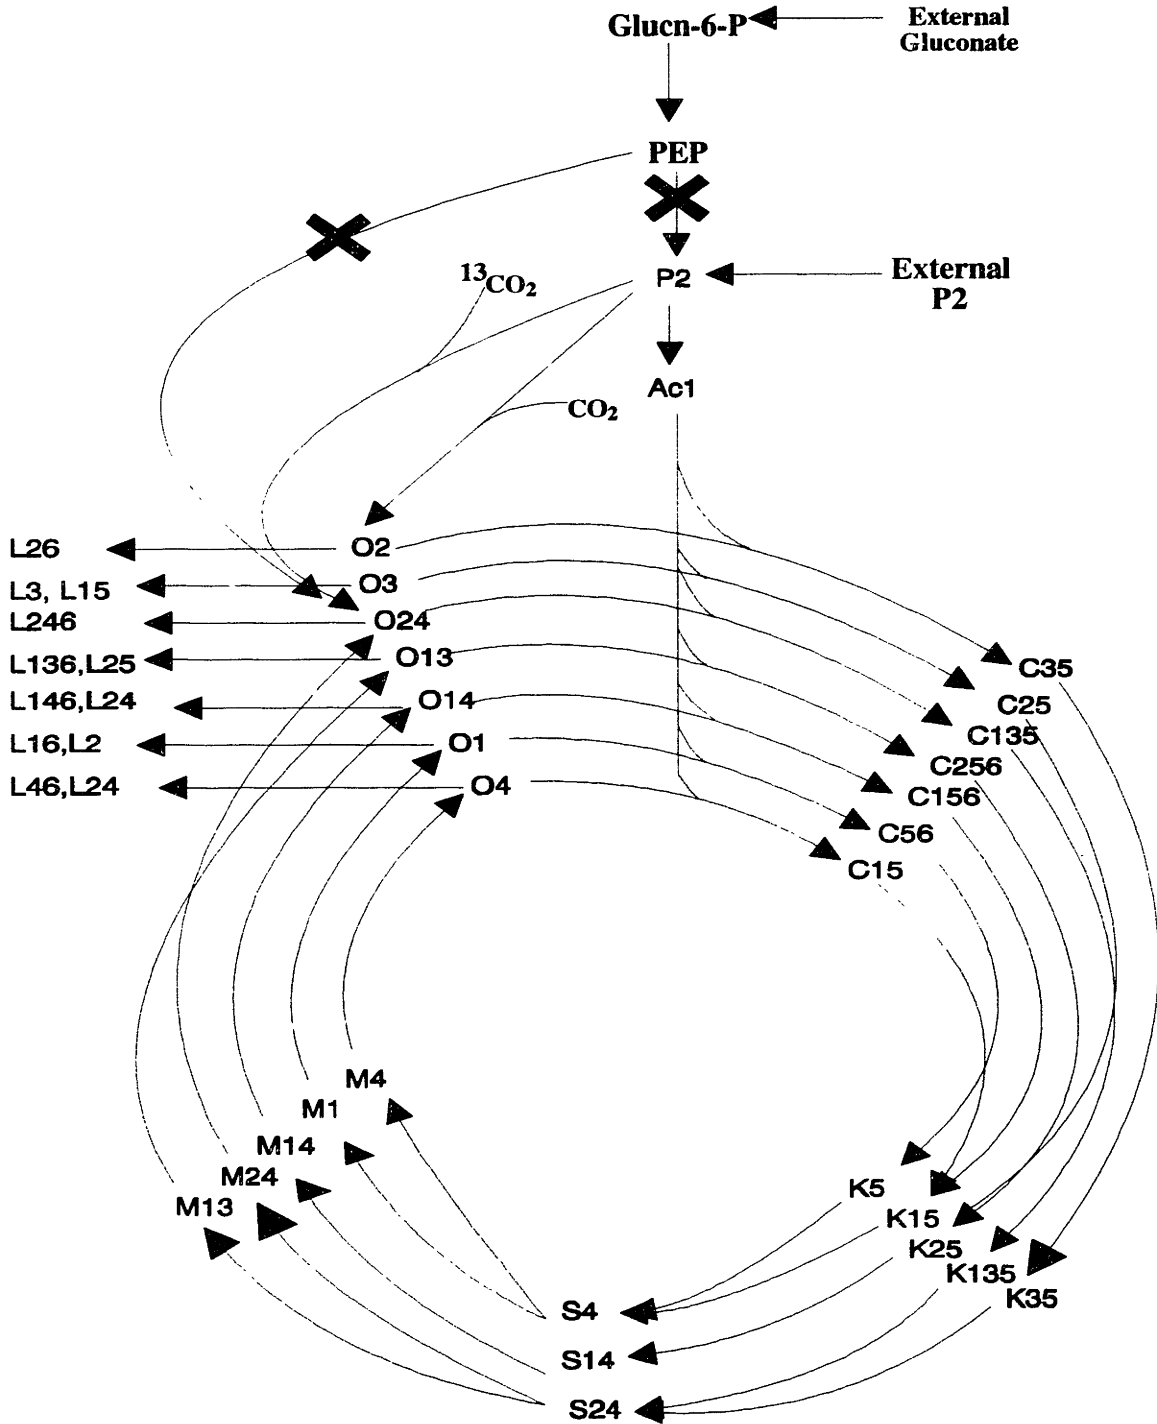 Glucn-6-P
External
Gluconate
PEP
13CO2
P2
External
P2
Ac1
CO2
L26
O2
L3, L15
O3
L246
O24
L136,L25
O13
L146,L24
O14
L16,L2
O1
L46,L24
O4
C35
C25
C135
C256
C156
C56
C15
M4
M1
M14
M24
M13
K5
K15
K25
K135
K35
S4
S14
S24